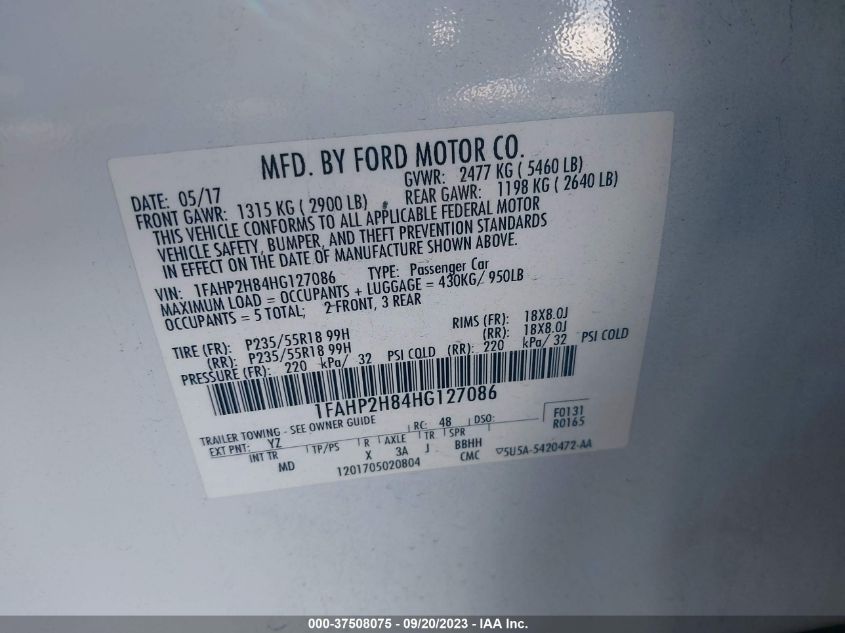 MFD. BY FORD MOTOR CO.
DATE: 05/17 GVWR: 2477 KG ( 5460 LB)
FRONT GAWR: 1315 KG ( 2900 LB) REAR GAWR: 1198 KG ( 2640 LB)
THIS VEHICLE CONFORMS TO ALL APPLICABLE FEDERAL MOTOR
VEHICLE SAFETY, BUMPER, AND THEFT PREVENTION STANDARDS
IN EFFECT ON THE DATE OF MANUFACTURE SHOWN ABOVE.
VIN: 1FAHP2H84HG127086 TYPE: Passenger Car
MAXIMUM LOAD = OCCUPANTS + LUGGAGE = 430KG/ 950LB
OCCUPANTS = 5 TOTAL; 2-FRONT, 3 REAR
TIRE (FR): P235/55R18 99H RIMS (FR): 18X8.0J
(RR): P235/55R18 99H (RR): 18X8.0J
PRESSURE (FR): 220 kPa/ 32 PSI COLD (RR): 220 kPa/ 32 PSI COLD
1FAHP2H84HG127086
TRAILER TOWING - SEE OWNER GUIDE F0131
EXT PNT: YZ RC: 48 DSO: R0165
INT TR TP/PS R AXLE TR SPR
MD X 3A J BBHH
1201705020804 CMC ▽5U5A-5420472-AA
000-37508075 - 09/20/2023 - IAA Inc.